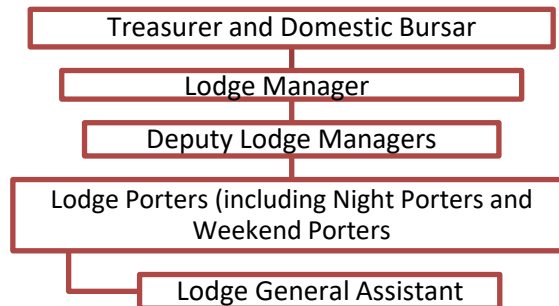 Treasurer and Domestic Bursar
Lodge Manager
Deputy Lodge Managers
Lodge Porters (including Night Porters and
Weekend Porters
Lodge General Assistant